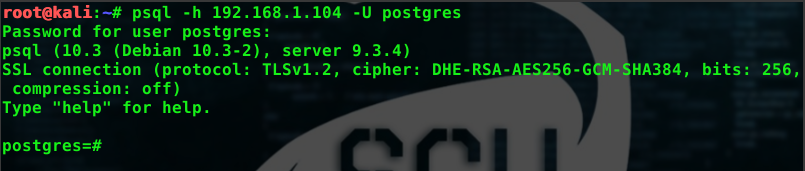 root@kali:~# psql -h 192.168.1.104 -U postgres
Password for user postgres:
psql (10.3 (Debian 10.3-2), server 9.3.4)
SSL connection (protocol: TLSv1.2, cipher: DHE-RSA-AES256-GCM-SHA384, bits: 256,
 compression: off)
Type "help" for help.
postgres=#